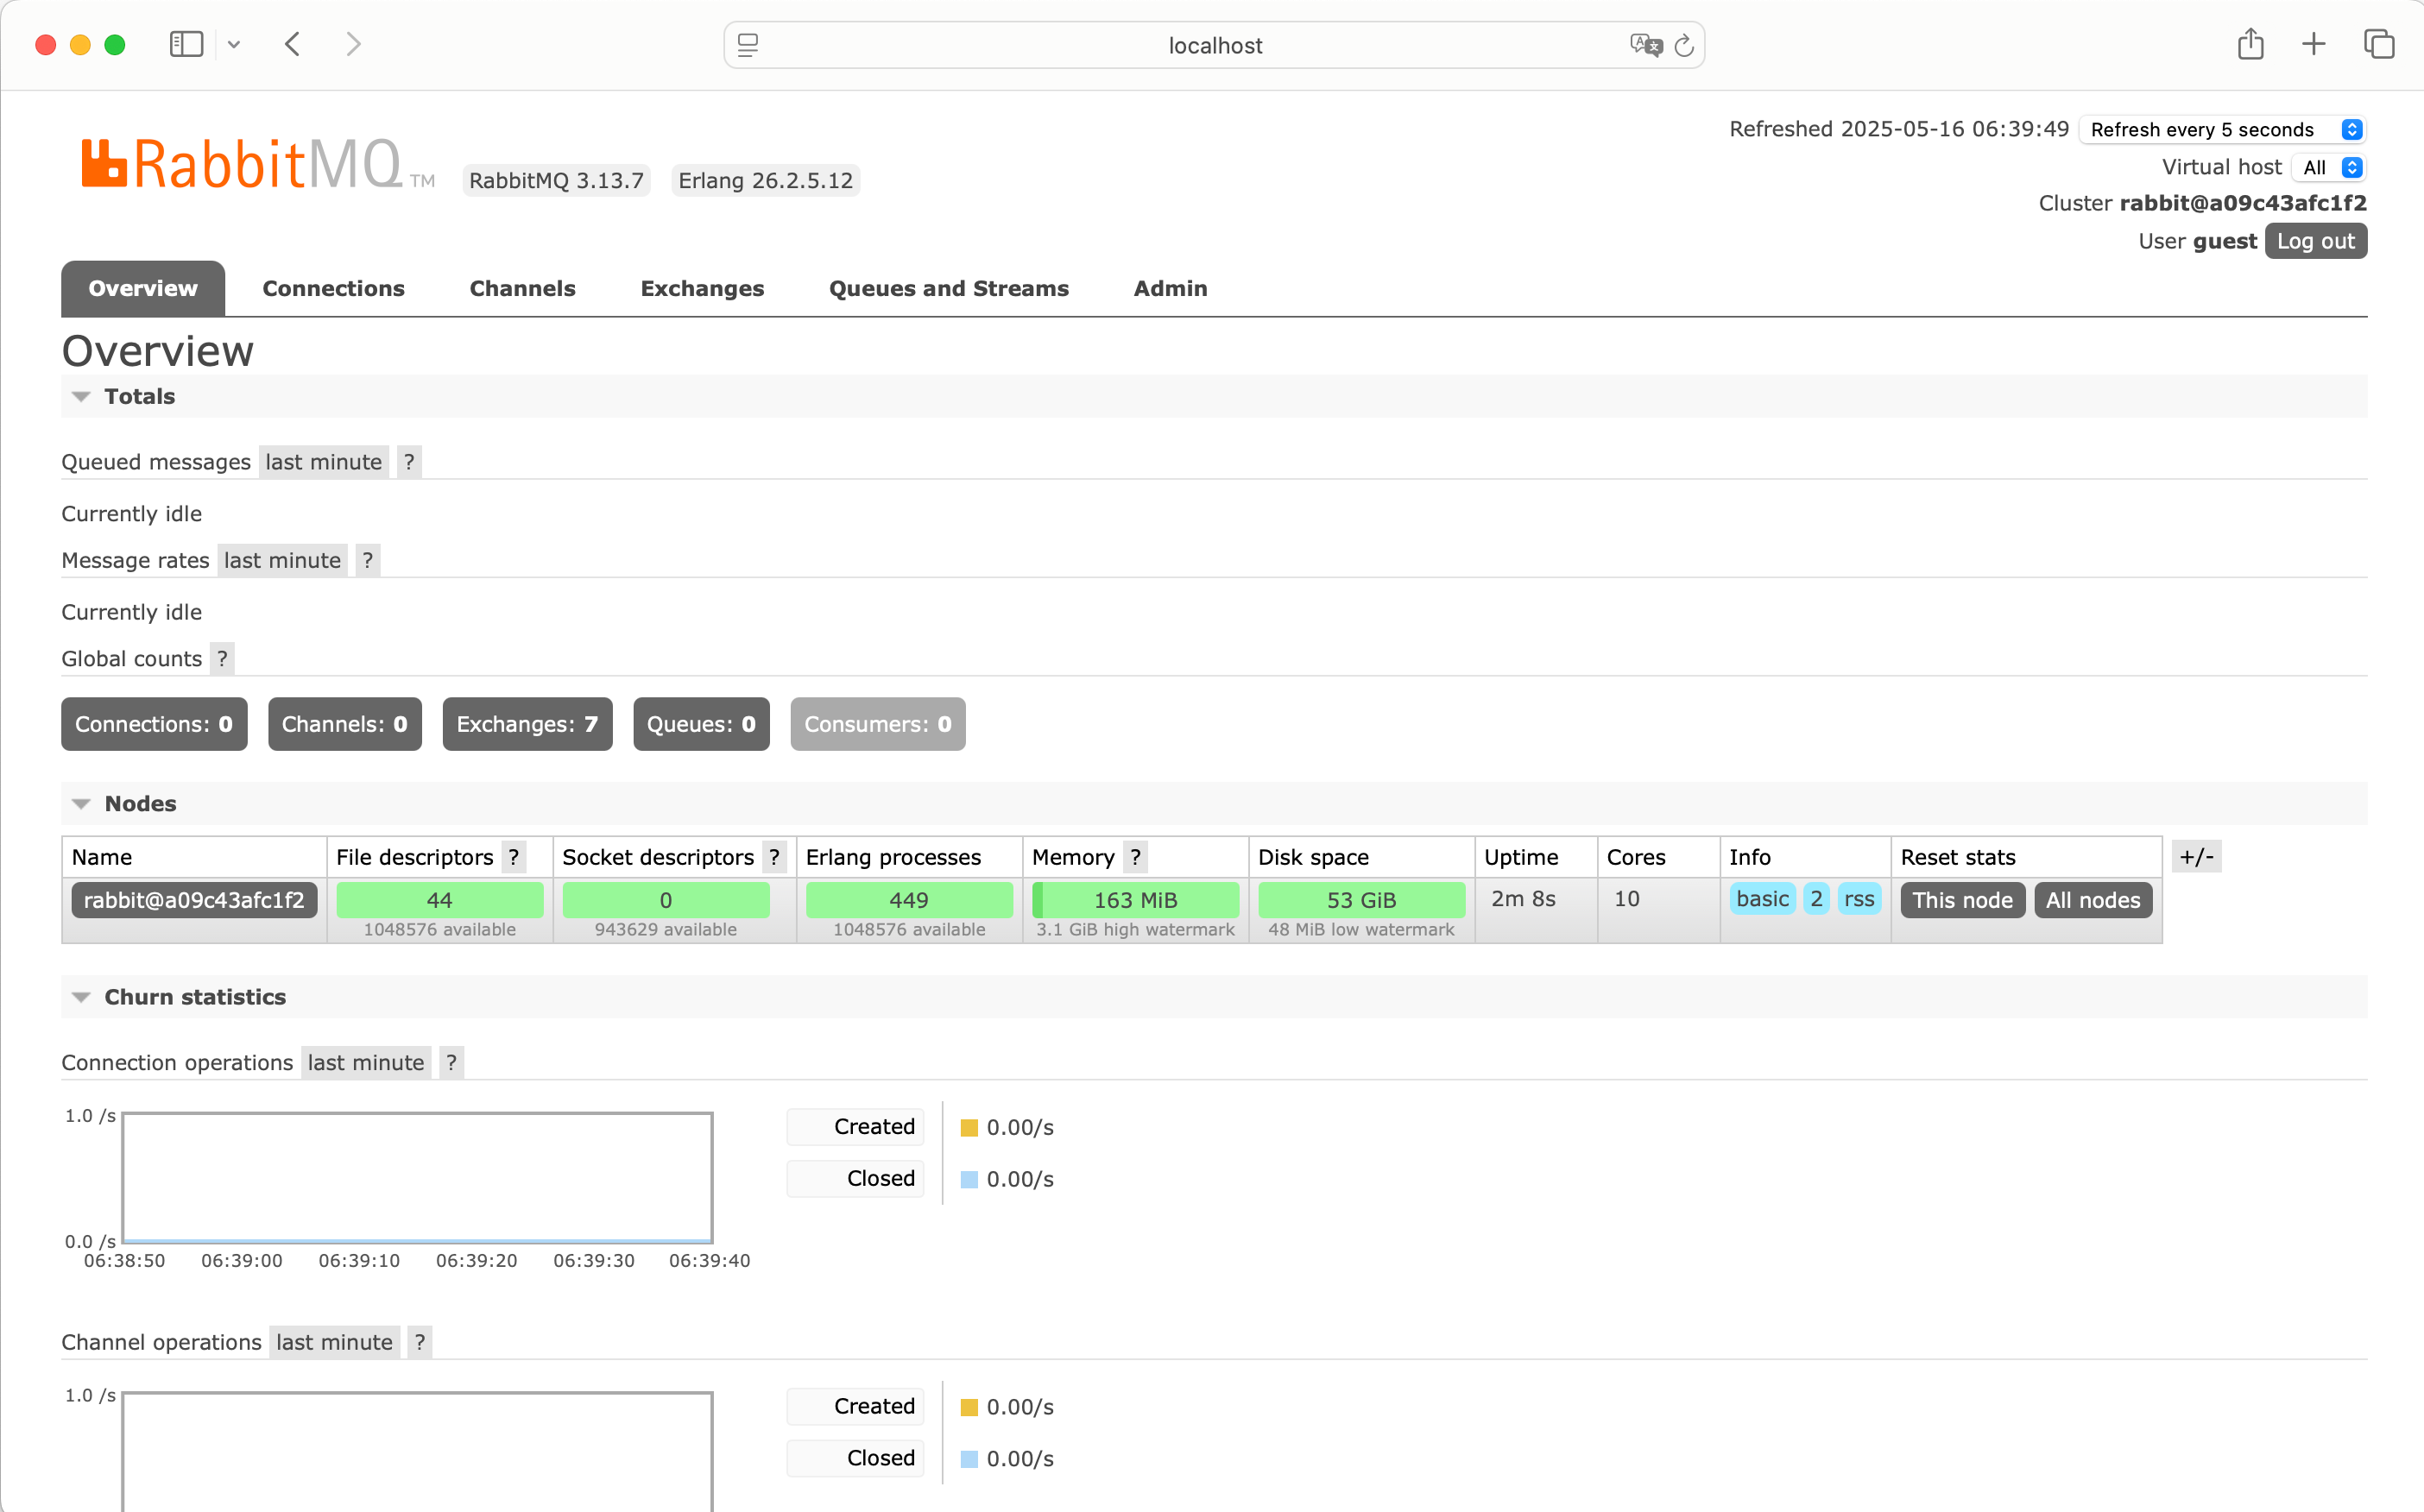 localhost
Refreshed 2025-05-16 06:39:49 Refresh every 5 seconds
Virtual host All
Cluster rabbit@a09c43afc1f2
User guest Log out
RabbitMQ TM RabbitMQ 3.13.7 Erlang 26.2.5.12
Overview Connections Channels Exchanges Queues and Streams Admin
Overview
Totals
Queued messages last minute ?
Currently idle
Message rates last minute ?
Currently idle
Global counts ?
Connections: 0 Channels: 0 Exchanges: 7 Queues: 0 Consumers: 0
Nodes
Name File descriptors ? Socket descriptors ? Erlang processes Memory ? Disk space Uptime Cores Info Reset stats +/-
rabbit@a09c43afc1f2 44 0 449 163 MiB 53 GiB 2m 8s 10 basic 2 rss This node All nodes
1048576 available 943629 available 1048576 available 3.1 GiB high watermark 48 MiB low watermark
Churn statistics
Connection operations last minute ?
1.0 /s
Created 0.00/s
Closed 0.00/s
0.0 /s
06:38:50 06:39:00 06:39:10 06:39:20 06:39:30 06:39:40
Channel operations last minute ?
1.0 /s
Created 0.00/s
Closed 0.00/s